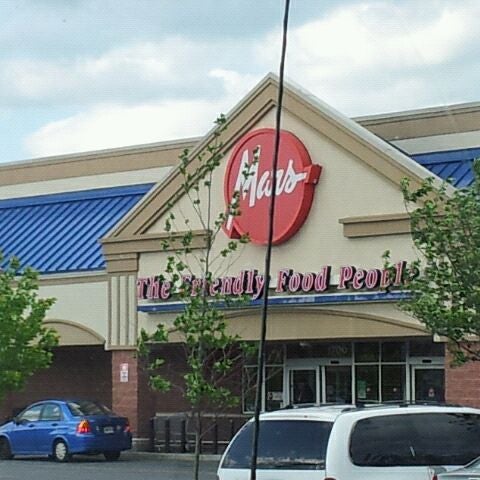 Mars
The Friendly Food People